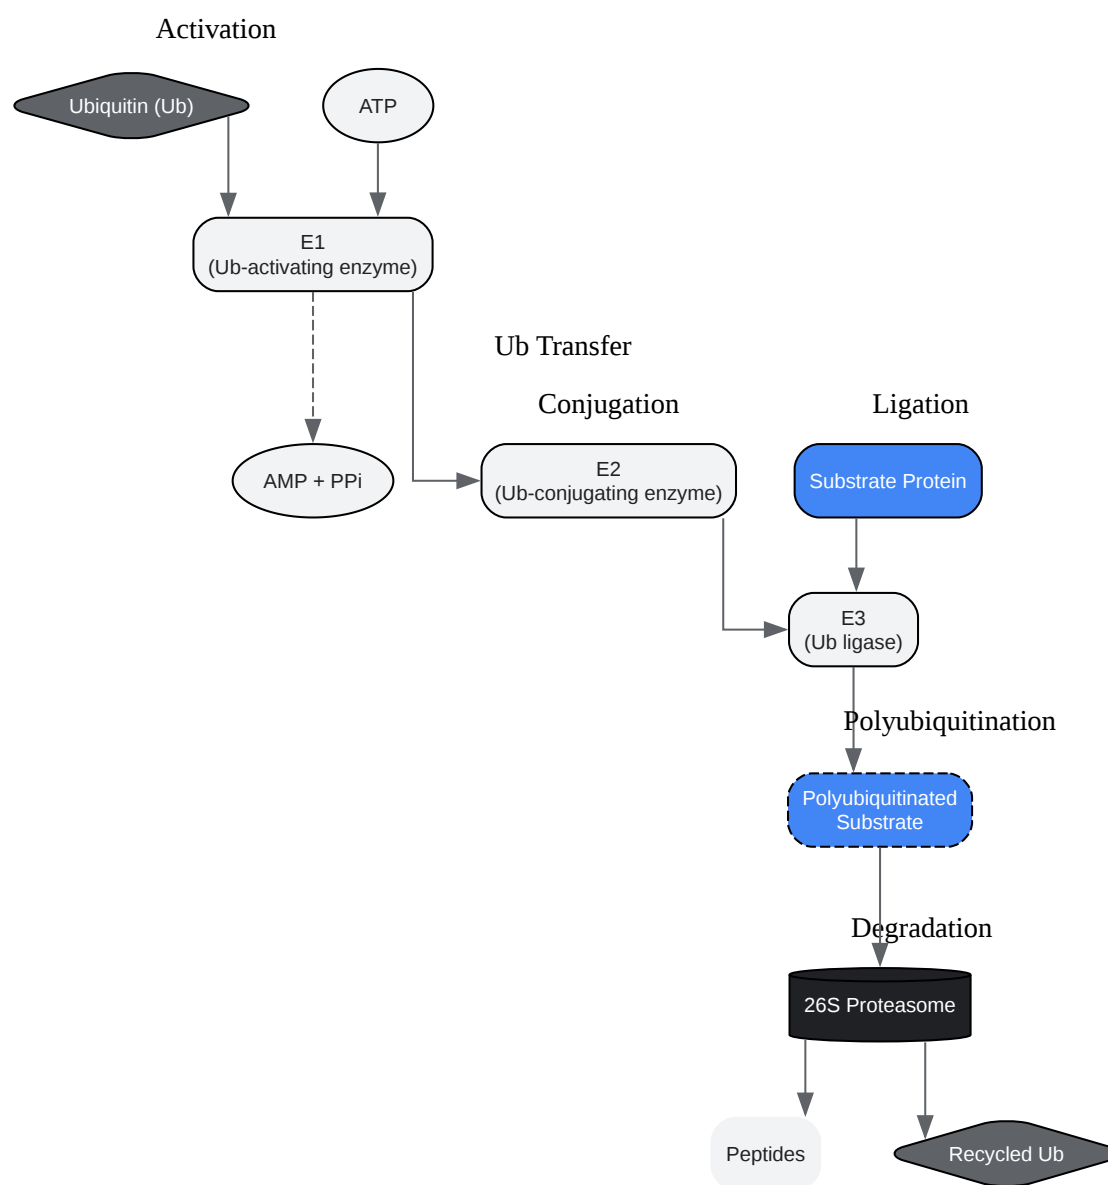 Activation
Ubiquitin (Ub)
ATP
E1
(Ub-activating enzyme)
Ub Transfer
Conjugation
Ligation
AMP + PPi
E2
(Ub-conjugating enzyme)
Substrate Protein
E3
(Ub ligase)
Polyubiquitination
Polyubiquitinated
Substrate
Degradation
26S Proteasome
Peptides
Recycled Ub